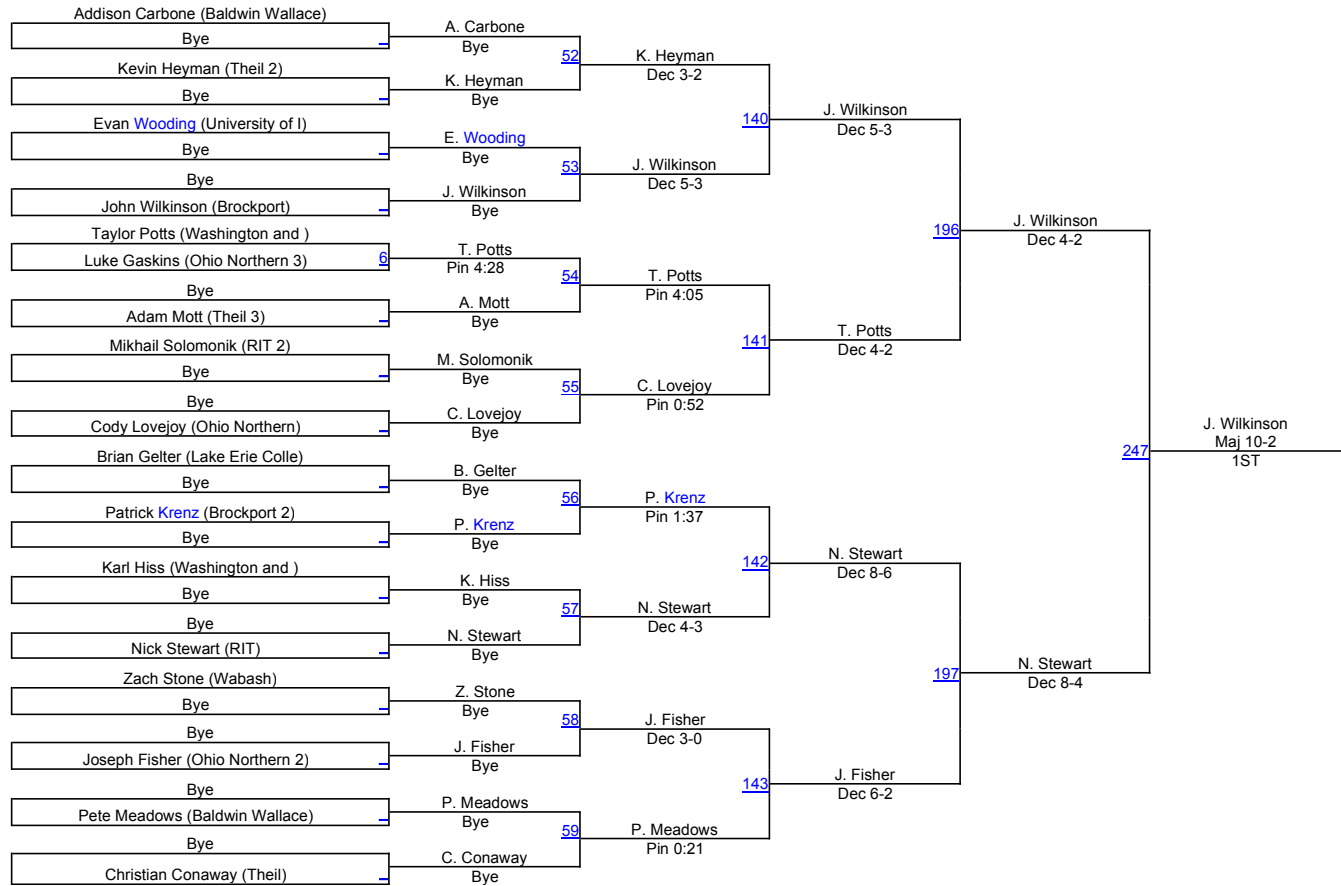 Addison Carbone (Baldwin Wallace)
Bye
Kevin Heyman (Theil 2)
Bye
Evan Wooding (University of I)
Bye
Bye
John Wilkinson (Brockport)
Taylor Potts (Washington and )
Luke Gaskins (Ohio Northern 3)
6
Bye
Adam Mott (Theil 3)
Mikhail Solomonik (RIT 2)
Bye
Bye
Cody Lovejoy (Ohio Northern)
Brian Gelter (Lake Erie Colle)
Bye
Patrick Krenz (Brockport 2)
Bye
Karl Hiss (Washington and )
Bye
Bye
Nick Stewart (RIT)
Zach Stone (Wabash)
Bye
Bye
Joseph Fisher (Ohio Northern 2)
Bye
Pete Meadows (Baldwin Wallace)
Bye
Christian Conaway (Theil)
A. Carbone
Bye
52
K. Heyman
Bye
E. Wooding
Bye
53
J. Wilkinson
Bye
T. Potts
Pin 4:28
54
A. Mott
Bye
M. Solomonik
Bye
55
C. Lovejoy
Bye
B. Gelter
Bye
56
P. Krenz
Bye
K. Hiss
Bye
57
N. Stewart
Bye
Z. Stone
Bye
58
J. Fisher
Bye
P. Meadows
Bye
59
C. Conaway
Bye
K. Heyman
Dec 3-2
140
J. Wilkinson
Dec 5-3
T. Potts
Pin 4:05
141
C. Lovejoy
Pin 0:52
P. Krenz
Pin 1:37
142
N. Stewart
Dec 4-3
J. Fisher
Dec 3-0
143
P. Meadows
Pin 0:21
J. Wilkinson
Dec 5-3
196
T. Potts
Dec 4-2
N. Stewart
Dec 8-6
197
J. Fisher
Dec 6-2
J. Wilkinson
Dec 4-2
247
N. Stewart
Dec 8-4
J. Wilkinson
Maj 10-2
1ST